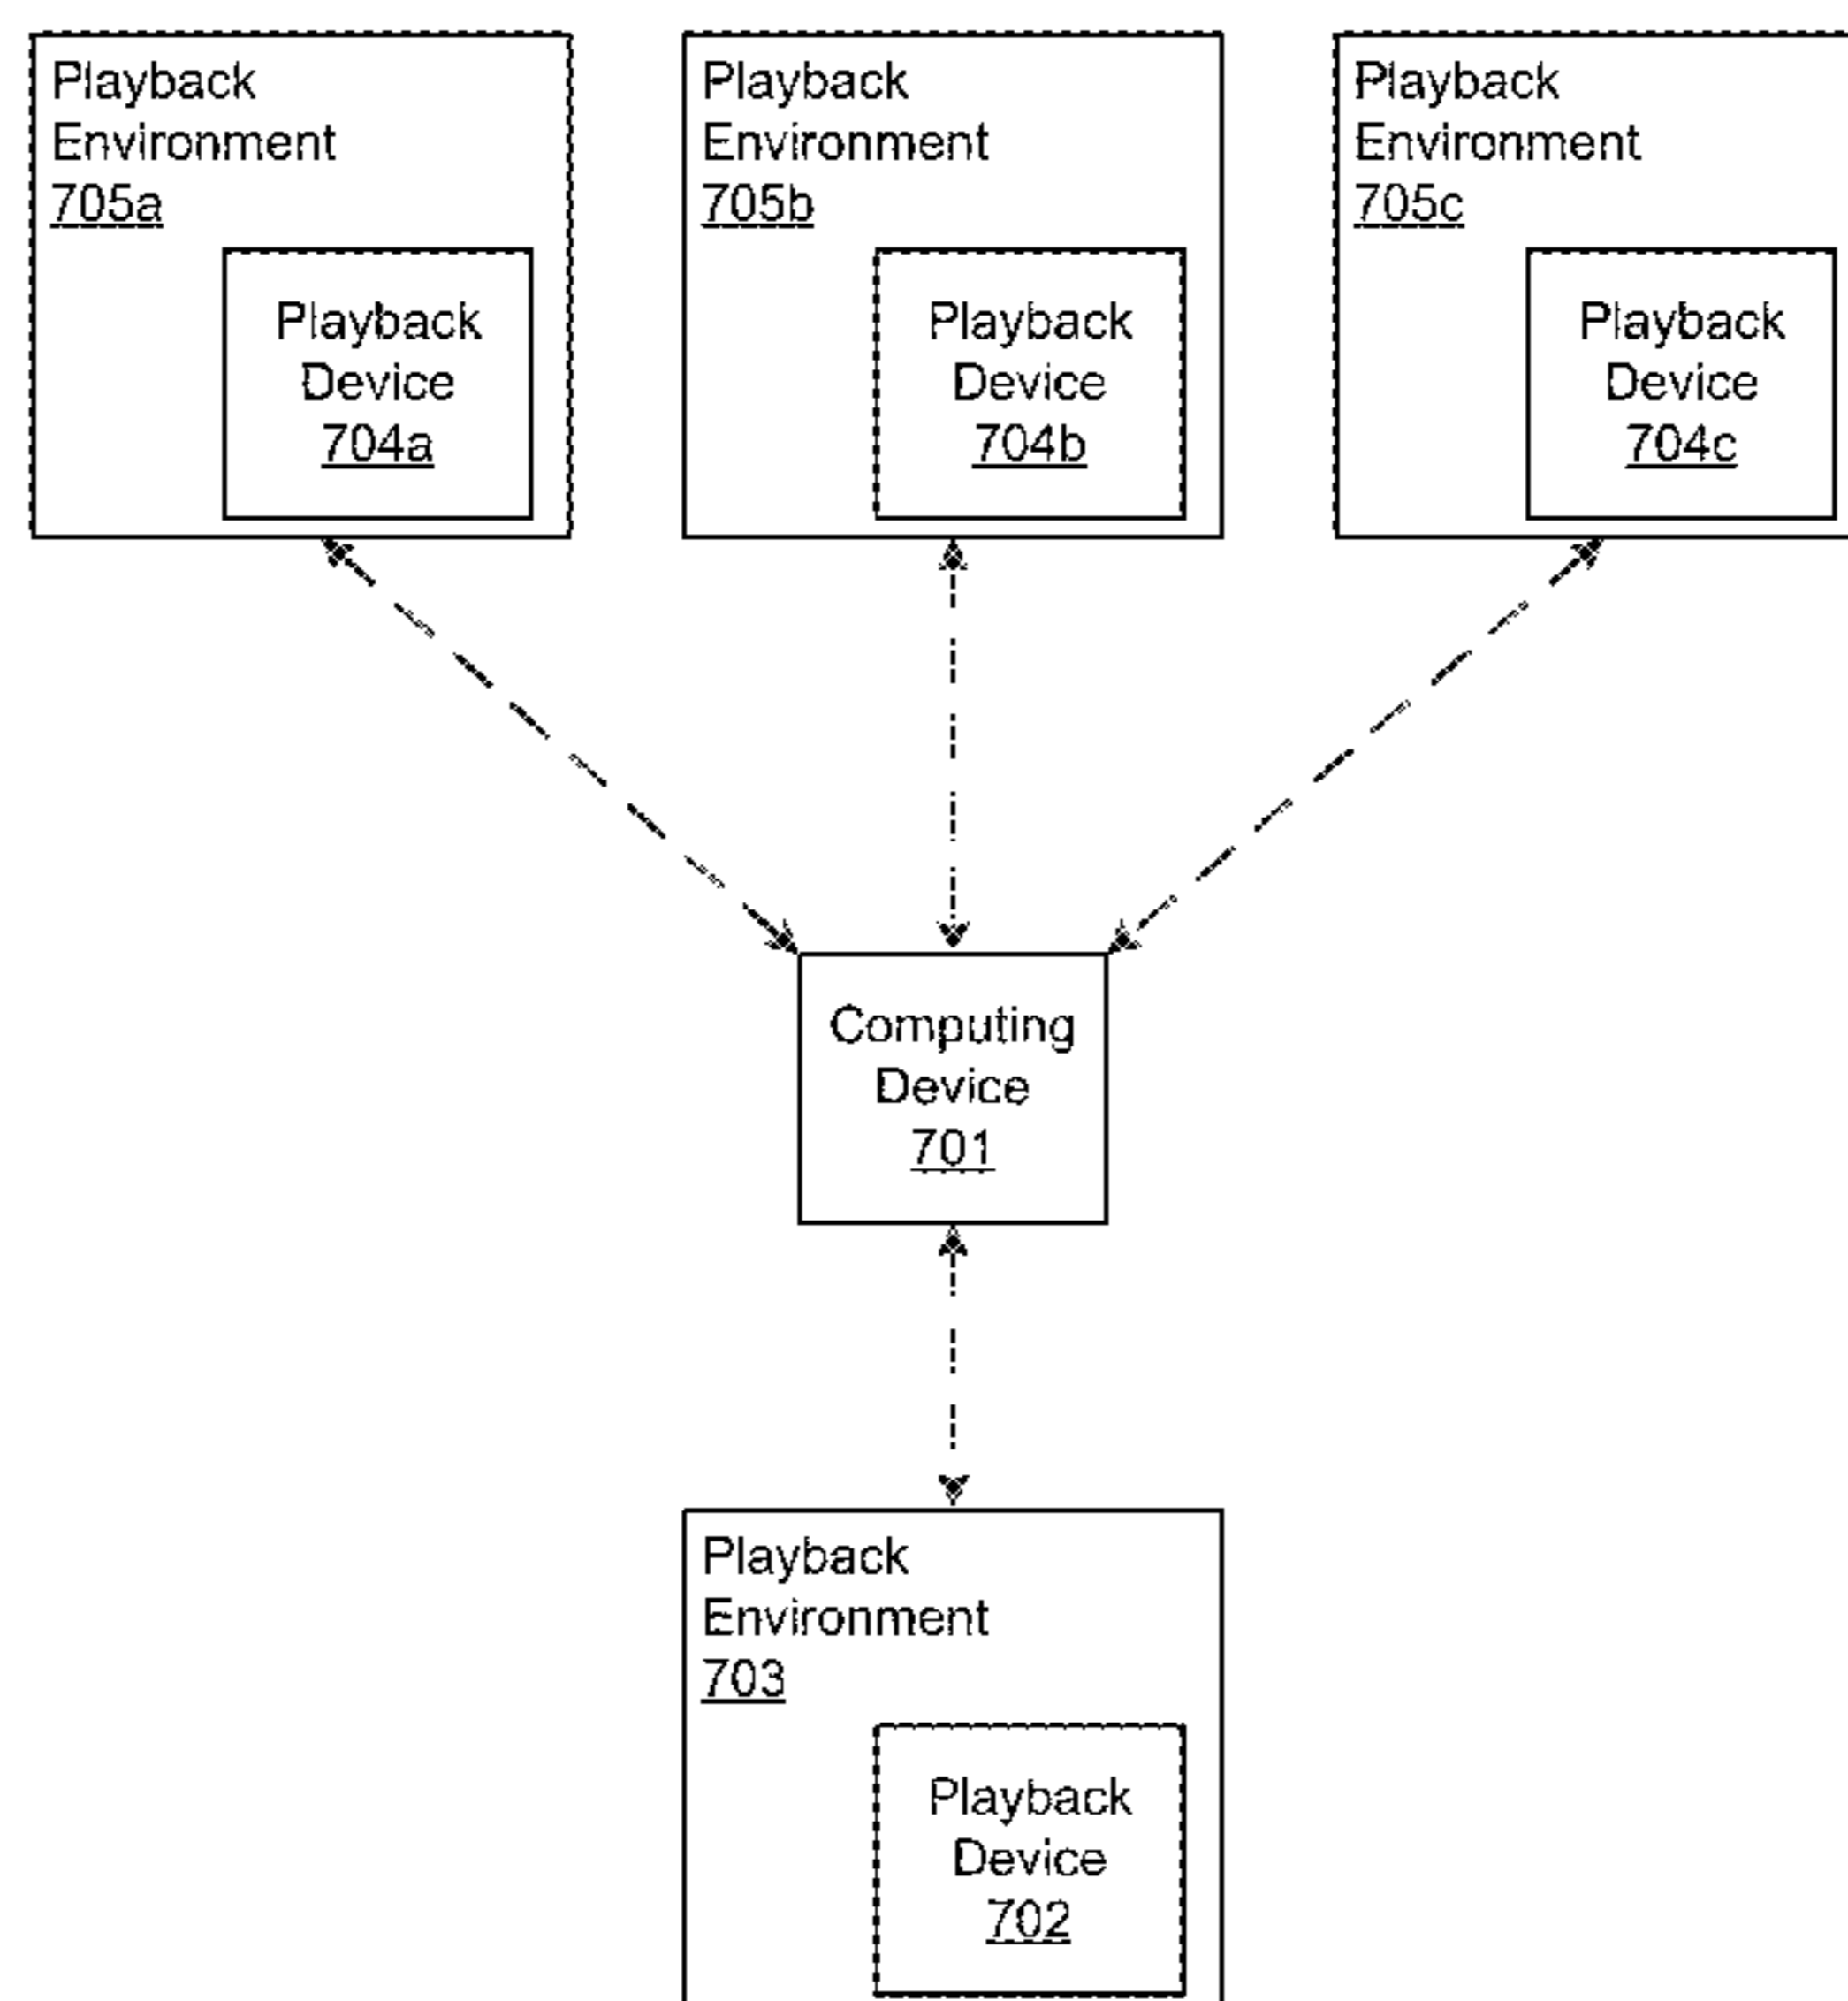 Playback
Environment
705a
Playback
Device
704a
Playback
Environment
705b
Playback
Device
704b
Playback
Environment
705c
Playback
Device
704c
Computing
Device
701
Playback
Environment
703
Playback
Device
702